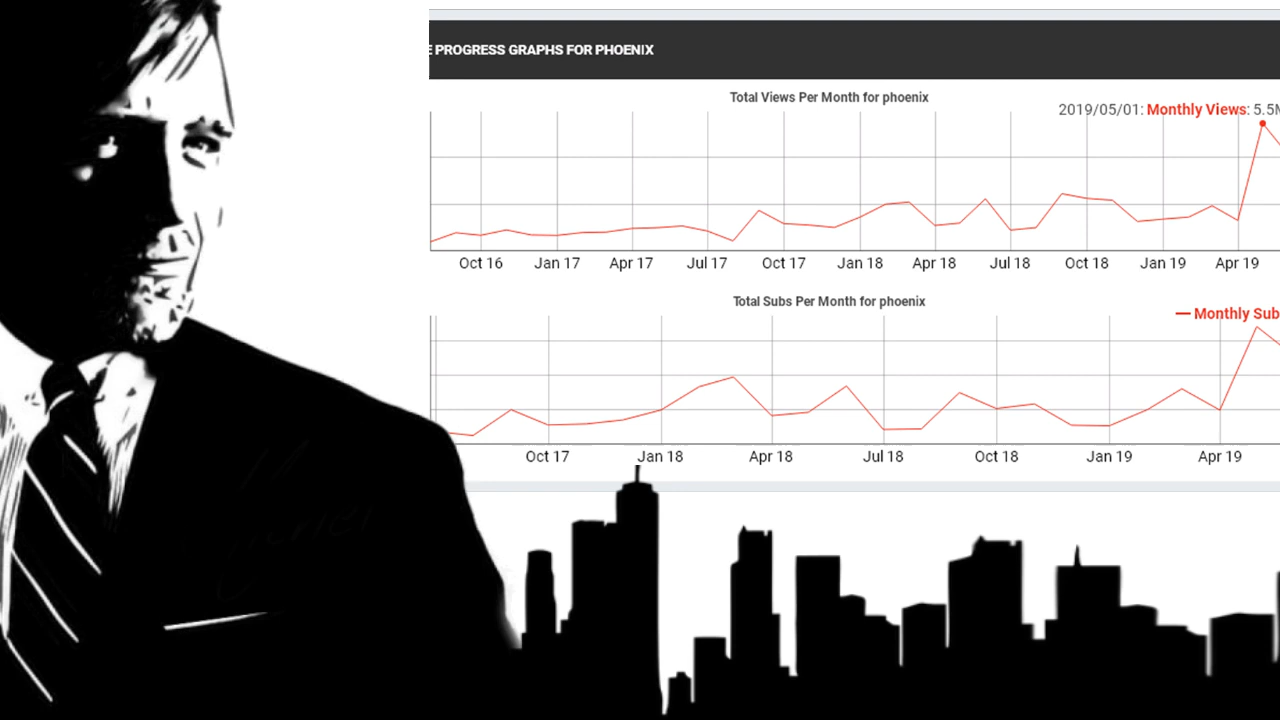 E PROGRESS GRAPHS FOR PHOENIX
Total Views Per Month for phoenix
2019/05/01: Monthly Views: 5.5M
Oct 16 Jan 17 Apr 17 Jul 17 Oct 17 Jan 18 Apr 18 Jul 18 Oct 18 Jan 19 Apr 19
Total Subs Per Month for phoenix
Monthly Sub
Oct 17 Jan 18 Apr 18 Jul 18 Oct 18 Jan 19 Apr 19